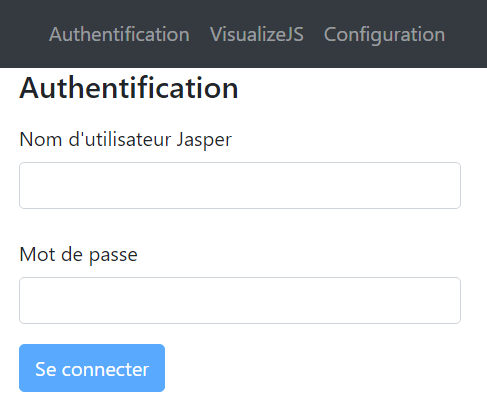 Authentification VisualizeJS Configuration
Authentification
Nom d'utilisateur Jasper
Mot de passe
Se connecter